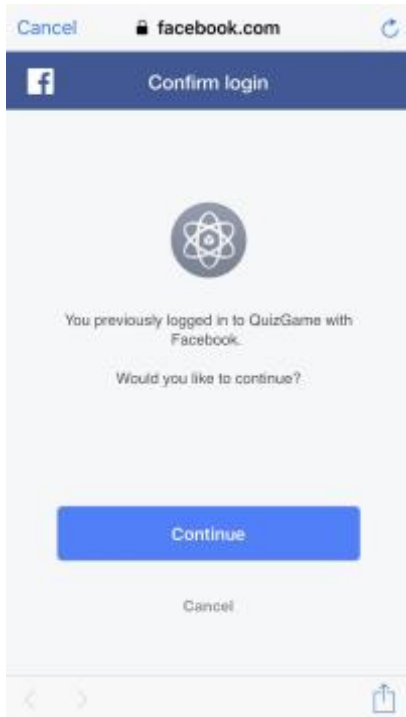 Cancel facebook.com
f Confirm login
You previously logged in to QuizGame with
Facebook.
Would you like to continue?
Continue
Cancel